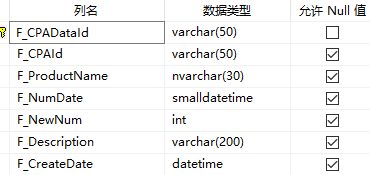 列名 数据类型 允许 Null 值
F_CPADataId varchar(50)
F_CPAId varchar(50)
F_ProductName nvarchar(30)
F_NumDate smalldatetime
F_NewNum int
F_Description varchar(200)
F_CreateDate datetime